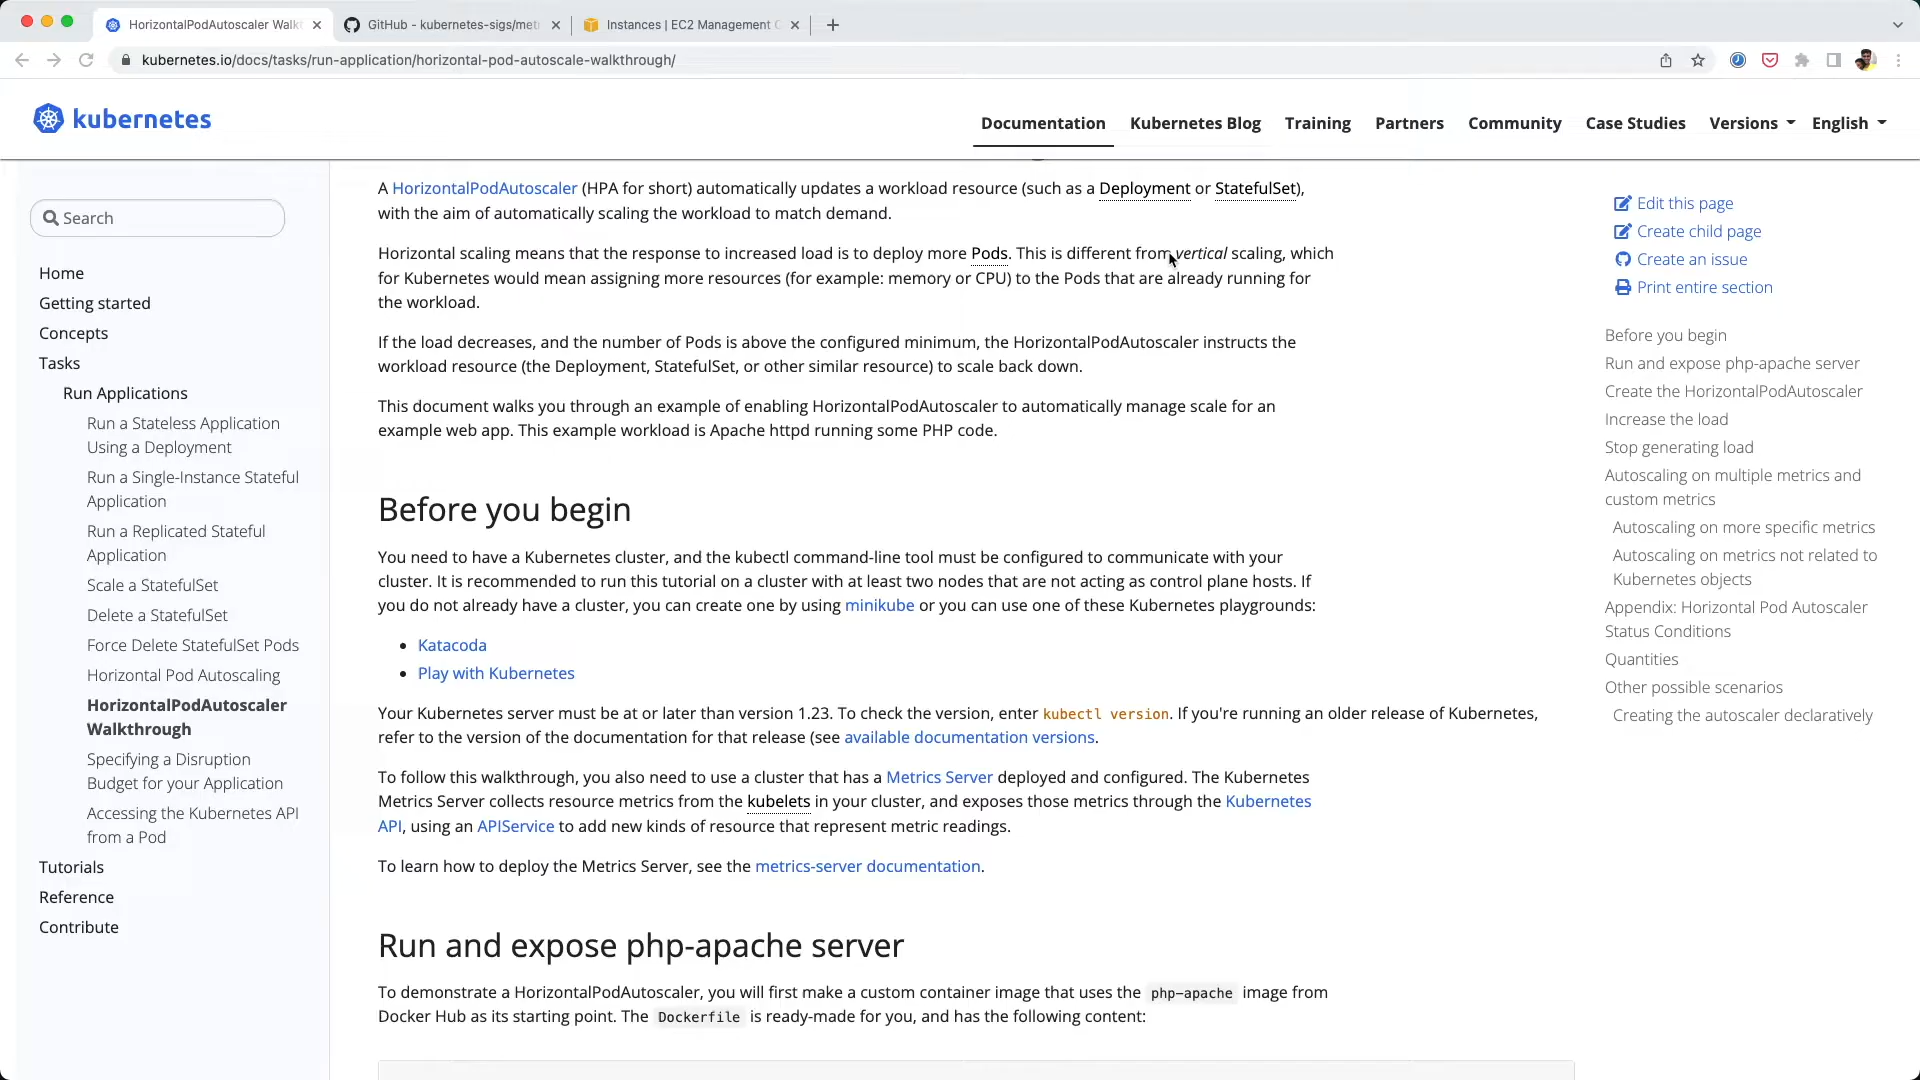 HorizontalPodAutoscaler Walk
GitHub - kubernetes-sigs/met
Instances | EC2 Management C
kubernetes.io/docs/tasks/run-application/horizontal-pod-autoscale-walkthrough/
kubernetes
Documentation
Kubernetes Blog
Training
Partners
Community
Case Studies
Versions
English
Search
Home
Getting started
Concepts
Tasks
Run Applications
Run a Stateless Application
Using a Deployment
Run a Single-Instance Stateful
Application
Run a Replicated Stateful
Application
Scale a StatefulSet
Delete a StatefulSet
Force Delete StatefulSet Pods
Horizontal Pod Autoscaling
HorizontalPodAutoscaler
Walkthrough
Specifying a Disruption
Budget for your Application
Accessing the Kubernetes API
from a Pod
Tutorials
Reference
Contribute
A HorizontalPodAutoscaler (HPA for short) automatically updates a workload resource (such as a Deployment or StatefulSet),
with the aim of automatically scaling the workload to match demand.
Horizontal scaling means that the response to increased load is to deploy more Pods. This is different from vertical scaling, which
for Kubernetes would mean assigning more resources (for example: memory or CPU) to the Pods that are already running for
the workload.
If the load decreases, and the number of Pods is above the configured minimum, the HorizontalPodAutoscaler instructs the
workload resource (the Deployment, StatefulSet, or other similar resource) to scale back down.
This document walks you through an example of enabling HorizontalPodAutoscaler to automatically manage scale for an
example web app. This example workload is Apache httpd running some PHP code.
Before you begin
You need to have a Kubernetes cluster, and the kubectl command-line tool must be configured to communicate with your
cluster. It is recommended to run this tutorial on a cluster with at least two nodes that are not acting as control plane hosts. If
you do not already have a cluster, you can create one by using minikube or you can use one of these Kubernetes playgrounds:
• Katacoda
• Play with Kubernetes
Your Kubernetes server must be at or later than version 1.23. To check the version, enter kubectl version. If you're running an older release of Kubernetes,
refer to the version of the documentation for that release (see available documentation versions.
To follow this walkthrough, you also need to use a cluster that has a Metrics Server deployed and configured. The Kubernetes
Metrics Server collects resource metrics from the kubelets in your cluster, and exposes those metrics through the Kubernetes
API, using an APIService to add new kinds of resource that represent metric readings.
To learn how to deploy the Metrics Server, see the metrics-server documentation.
Run and expose php-apache server
To demonstrate a HorizontalPodAutoscaler, you will first make a custom container image that uses the php-apache image from
Docker Hub as its starting point. The Dockerfile is ready-made for you, and has the following content:
Edit this page
Create child page
Create an issue
Print entire section
Before you begin
Run and expose php-apache server
Create the HorizontalPodAutoscaler
Increase the load
Stop generating load
Autoscaling on multiple metrics and
custom metrics
Autoscaling on more specific metrics
Autoscaling on metrics not related to
Kubernetes objects
Appendix: Horizontal Pod Autoscaler
Status Conditions
Quantities
Other possible scenarios
Creating the autoscaler declaratively